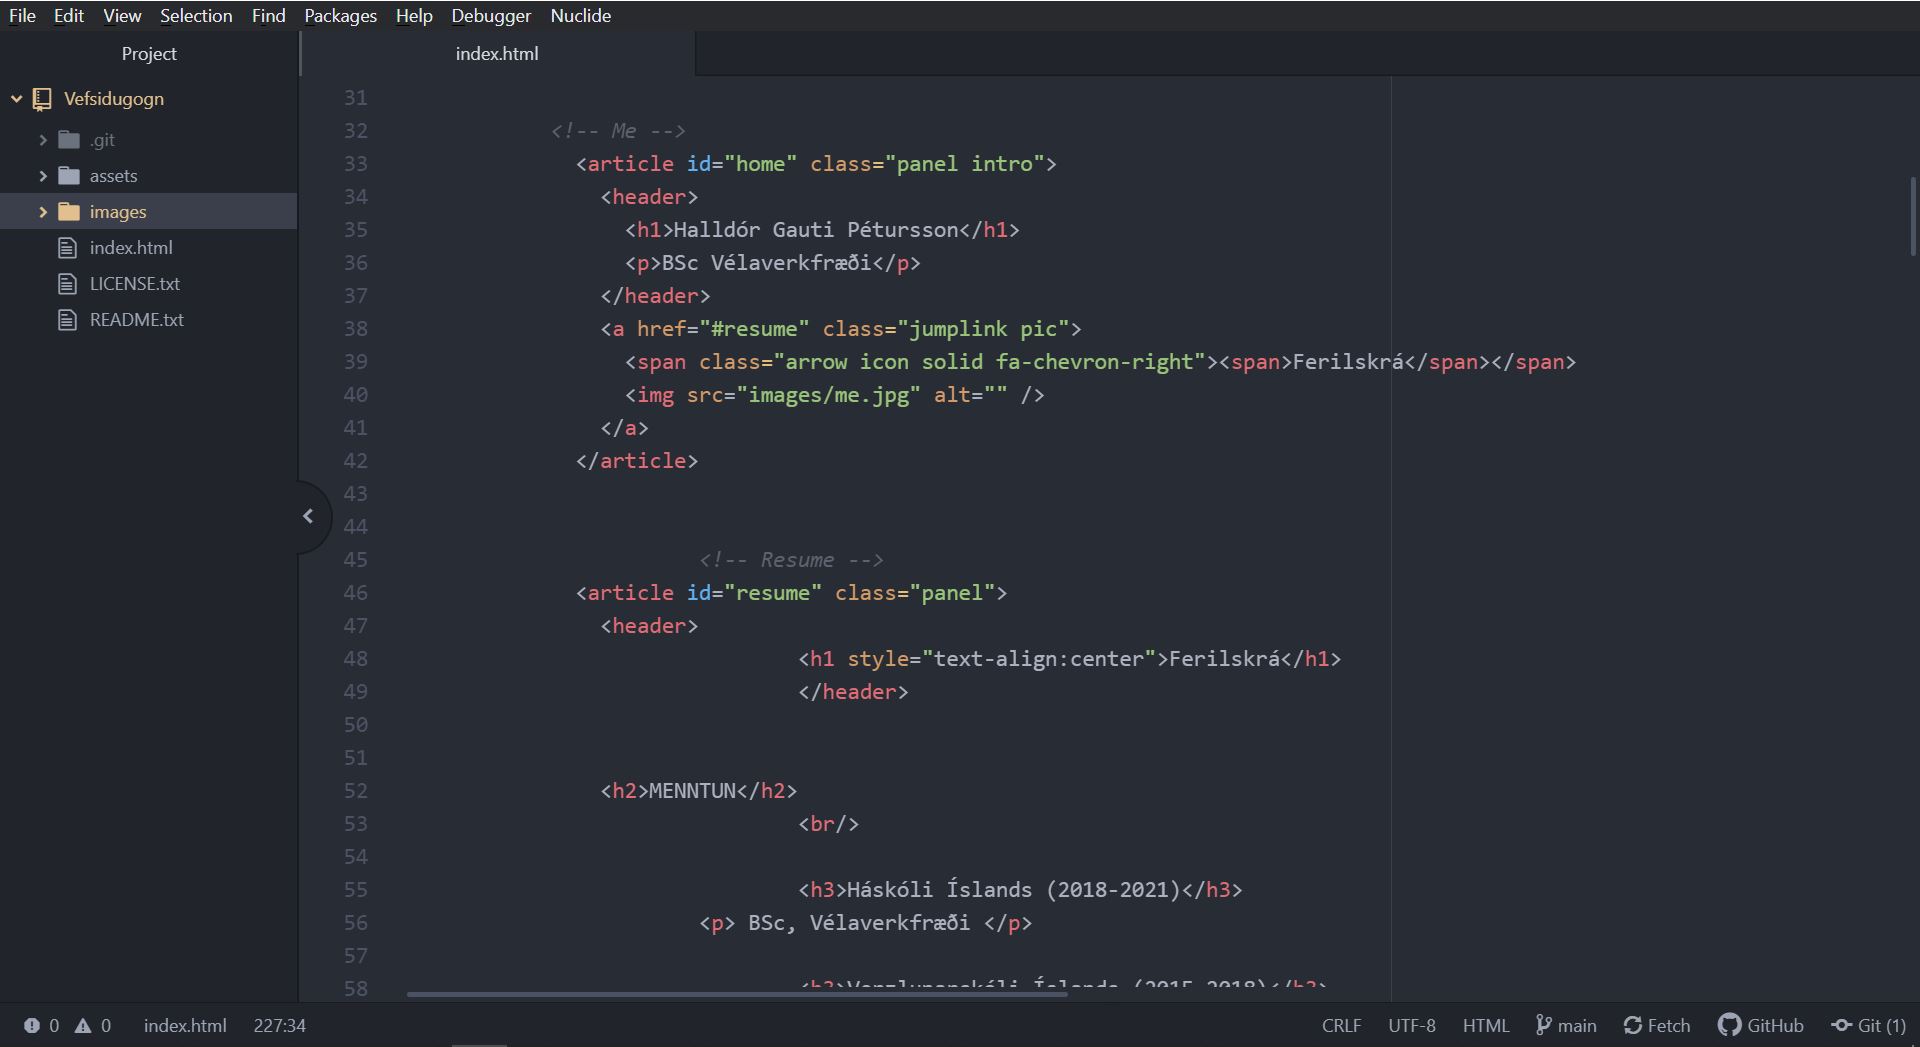 File Edit View Selection Find Packages Help Debugger Nuclide
Project
index.html
Vefsidugogn
.git
assets
images
index.html
LICENSE.txt
README.txt
31
32 <!-- Me -->
33 <article id="home" class="panel intro">
34 <header>
35 <h1>Halldór Gauti Pétursson</h1>
36 <p>BSc Vélaverkfræði</p>
37 </header>
38 <a href="#resume" class="jumplink pic">
39 <span class="arrow icon solid fa-chevron-right"><span>Ferilskrá</span></span>
40 <img src="images/me.jpg" alt="" />
41 </a>
42 </article>
43
44
45 <!-- Resume -->
46 <article id="resume" class="panel">
47 <header>
48 <h1 style="text-align:center">Ferilskrá</h1>
49 </header>
50
51
52 <h2>MENNTUN</h2>
53 <br/>
54
55 <h3>Háskóli Íslands (2018-2021)</h3>
56 <p> BSc, Vélaverkfræði </p>
57
58 <h3>Verzlunarskóli Íslands (2015-2018)</h3>
0 0 index.html 227:34 CRLF UTF-8 HTML main Fetch GitHub Git (1)